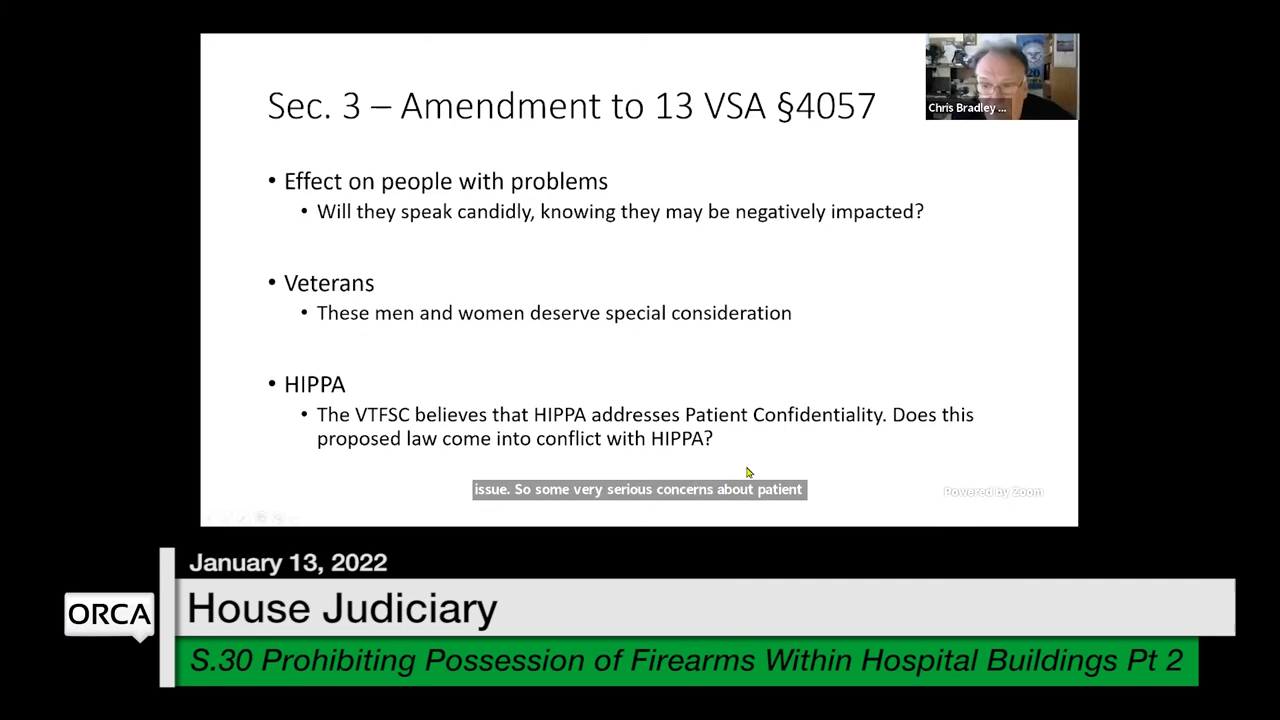 Sec. 3 – Amendment to 13 VSA §4057
Chris Bradley ...
• Effect on people with problems
• Will they speak candidly, knowing they may be negatively impacted?
• Veterans
• These men and women deserve special consideration
• HIPPA
• The VTFSC believes that HIPPA addresses Patient Confidentiality. Does this
proposed law come into conflict with HIPPA?
issue. So some very serious concerns about patient
Powered by Zoom
January 13, 2022
ORCA
House Judiciary
S.30 Prohibiting Possession of Firearms Within Hospital Buildings Pt 2